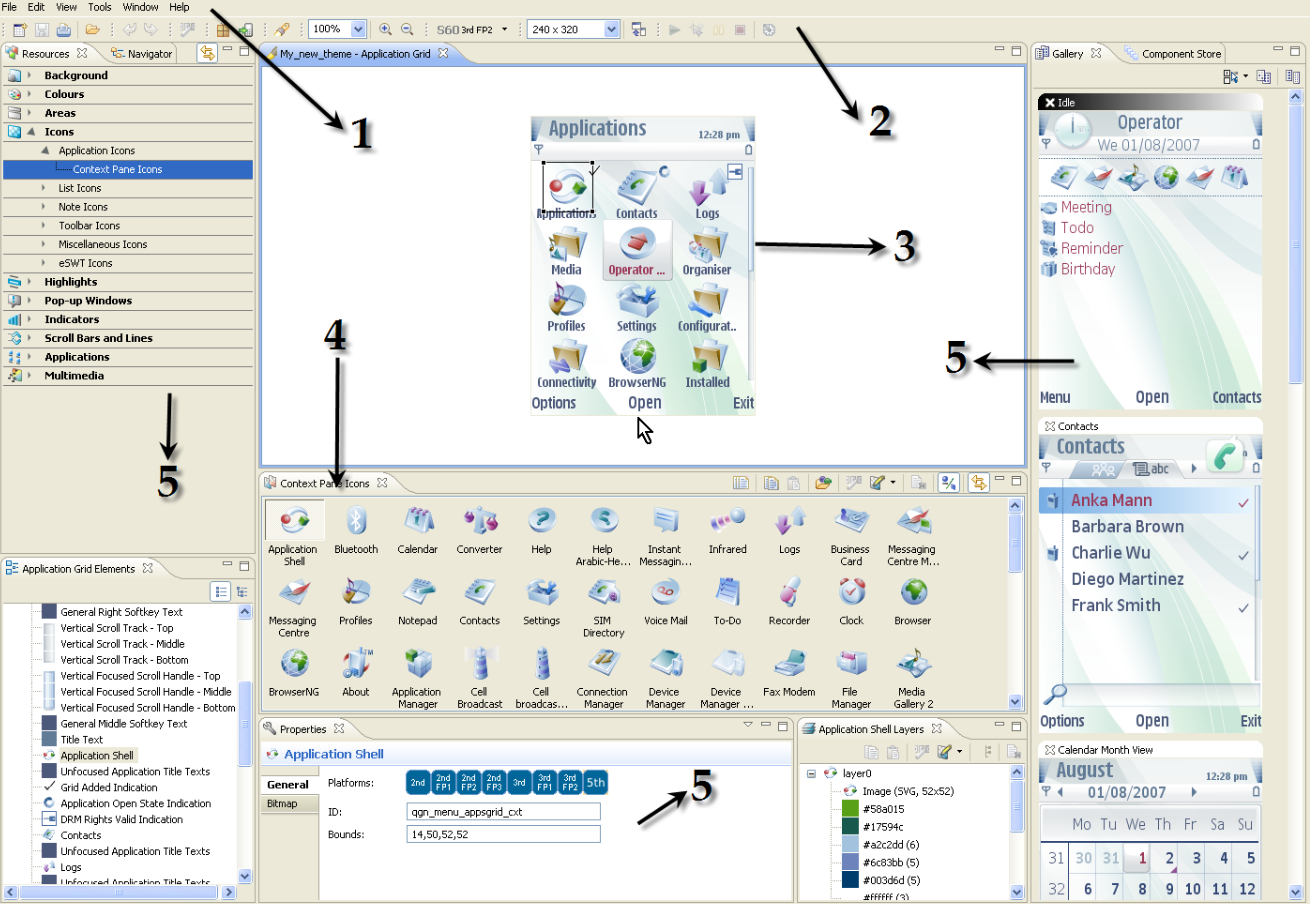 File Edit View Tools Window Help
100% S60 3rd FP2 240 x 320
1
2
3
4
5
5
5
Resources Navigator
Background
Colours
Areas
Icons
Application Icons
Context Pane Icons
List Icons
Note Icons
Toolbar Icons
Miscellaneous Icons
eSWT Icons
Highlights
Pop-up Windows
Indicators
Scroll Bars and Lines
Applications
Multimedia
Application Grid Elements
General Right Softkey Text
Vertical Scroll Track - Top
Vertical Scroll Track - Middle
Vertical Scroll Track - Bottom
Vertical Focused Scroll Handle - Top
Vertical Focused Scroll Handle - Middle
Vertical Focused Scroll Handle - Bottom
General Middle Softkey Text
Title Text
Application Shell
Unfocused Application Title Texts
Grid Added Indication
Application Open State Indication
DRM Rights Valid Indication
Contacts
Unfocused Application Title Texts
Logs
Unfocused Application Title Texts
My_new_theme - Application Grid
Applications 12:28 pm
Applications Contacts Logs
Media Operator ... Organiser
Profiles Settings Configurat..
Connectivity BrowserNG Installed
Options Open Exit
Context Pane Icons
Application Shell Bluetooth Calendar Converter Help Help Arabic-He... Instant Messagin... Infrared Logs Business Card Messaging Centre M...
Messaging Centre Profiles Notepad Contacts Settings SIM Directory Voice Mail To-Do Recorder Clock Browser
BrowserNG About Application Manager Cell Broadcast Cell broadcas... Connection Manager Device Manager Device Manager ... Fax Modem File Manager Media Gallery 2
Properties
Application Shell
General
Bitmap
Platforms: 2nd 2nd FP1 2nd FP2 2nd FP3 3rd 3rd FP1 3rd FP2 5th
ID: qgn_menu_appsgrid_cxt
Bounds: 14,50,52,52
Application Shell Layers
layer0
Image (SVG, 52x52)
#58a015
#17594c
#a2c2dd (6)
#6c83bb (5)
#003d6d (5)
#ffffff (3)
Gallery Component Store
Idle
Operator
We 01/08/2007
Meeting
Todo
Reminder
Birthday
Menu Open Contacts
Contacts
Contacts
abc
Anka Mann
Barbara Brown
Charlie Wu
Diego Martinez
Frank Smith
Options Open Exit
Calendar Month View
August 12:28 pm
01/08/2007
Mo Tu We Th Fr Sa Su
31 30 31 1 2 3 4 5
32 6 7 8 9 10 11 12